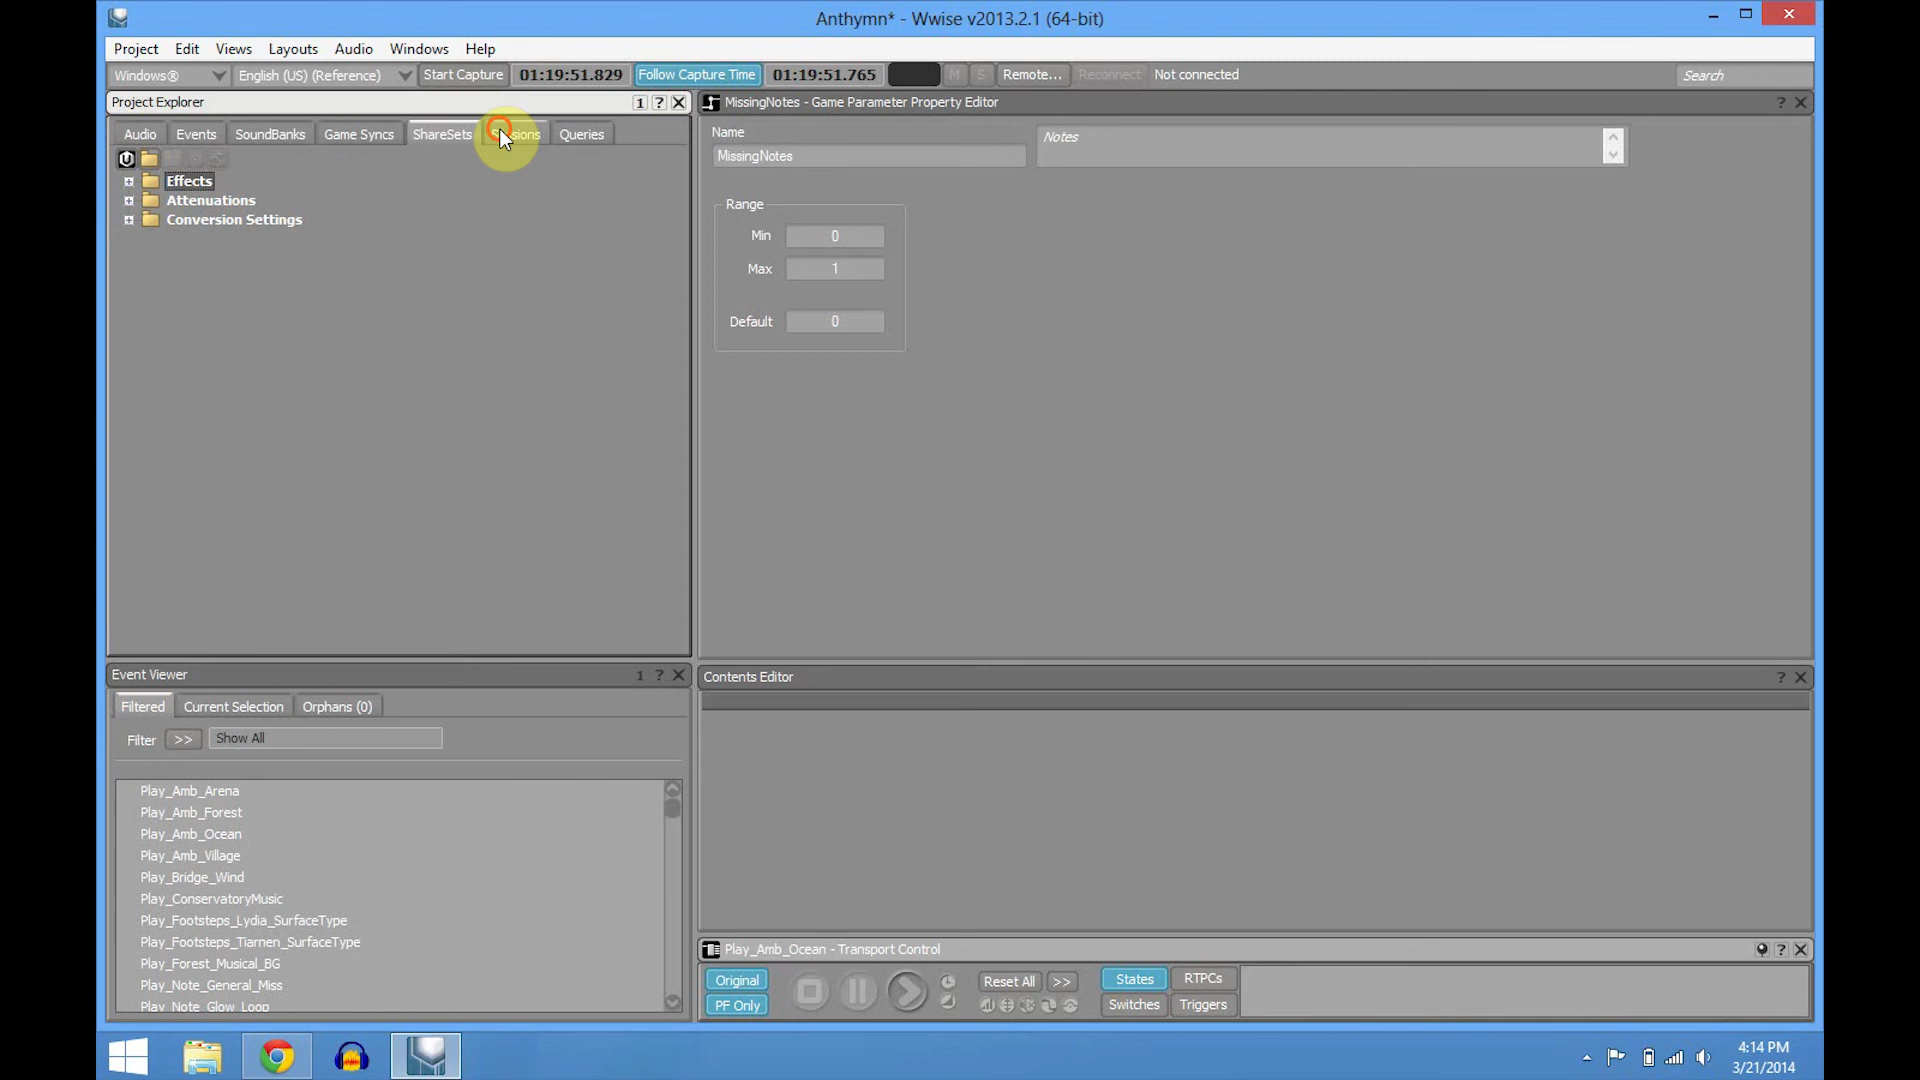 Anthymn* - Wwise v2013.2.1 (64-bit)
Project Edit Views Layouts Audio Windows Help
Windows® English (US) (Reference) Start Capture 01:19:51.829 Follow Capture Time 01:19:51.765 M S Remote... Reconnect Not connected Search
Project Explorer 1 ?
Audio Events SoundBanks Game Syncs ShareSets Queries
Effects
Attenuations
Conversion Settings
MissingNotes - Game Parameter Property Editor ?
Name
MissingNotes
Notes
Range
Min 0
Max 1
Default 0
Event Viewer 1 ?
Filtered Current Selection Orphans (0)
Filter >> Show All
Play_Amb_Arena
Play_Amb_Forest
Play_Amb_Ocean
Play_Amb_Village
Play_Bridge_Wind
Play_ConservatoryMusic
Play_Footsteps_Lydia_SurfaceType
Play_Footsteps_Tiarnen_SurfaceType
Play_Forest_Musical_BG
Play_Note_General_Miss
Play_Note_Glow_Loop
Contents Editor ?
Play_Amb_Ocean - Transport Control ?
Original
PF Only
Reset All >>
States RTPCs
Switches Triggers
4:14 PM
3/21/2014